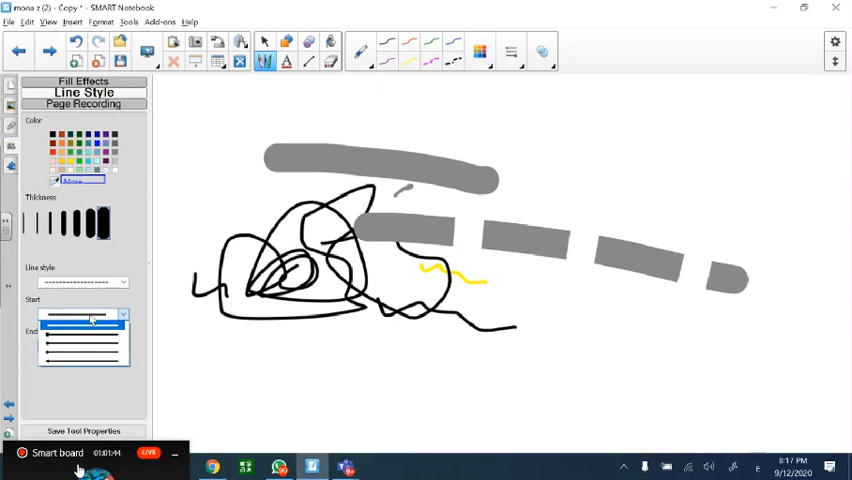 mona z (2) - Copy * - SMART Notebook
File Edit View Insert Format Tools Add-ons Help
Fill Effects
Line Style
Page Recording
Color
More...
Thickness
Line style
Start
End
Save Tool Properties
Smart board 01:01:44 LIVE
99
8:17 PM
9/12/2020